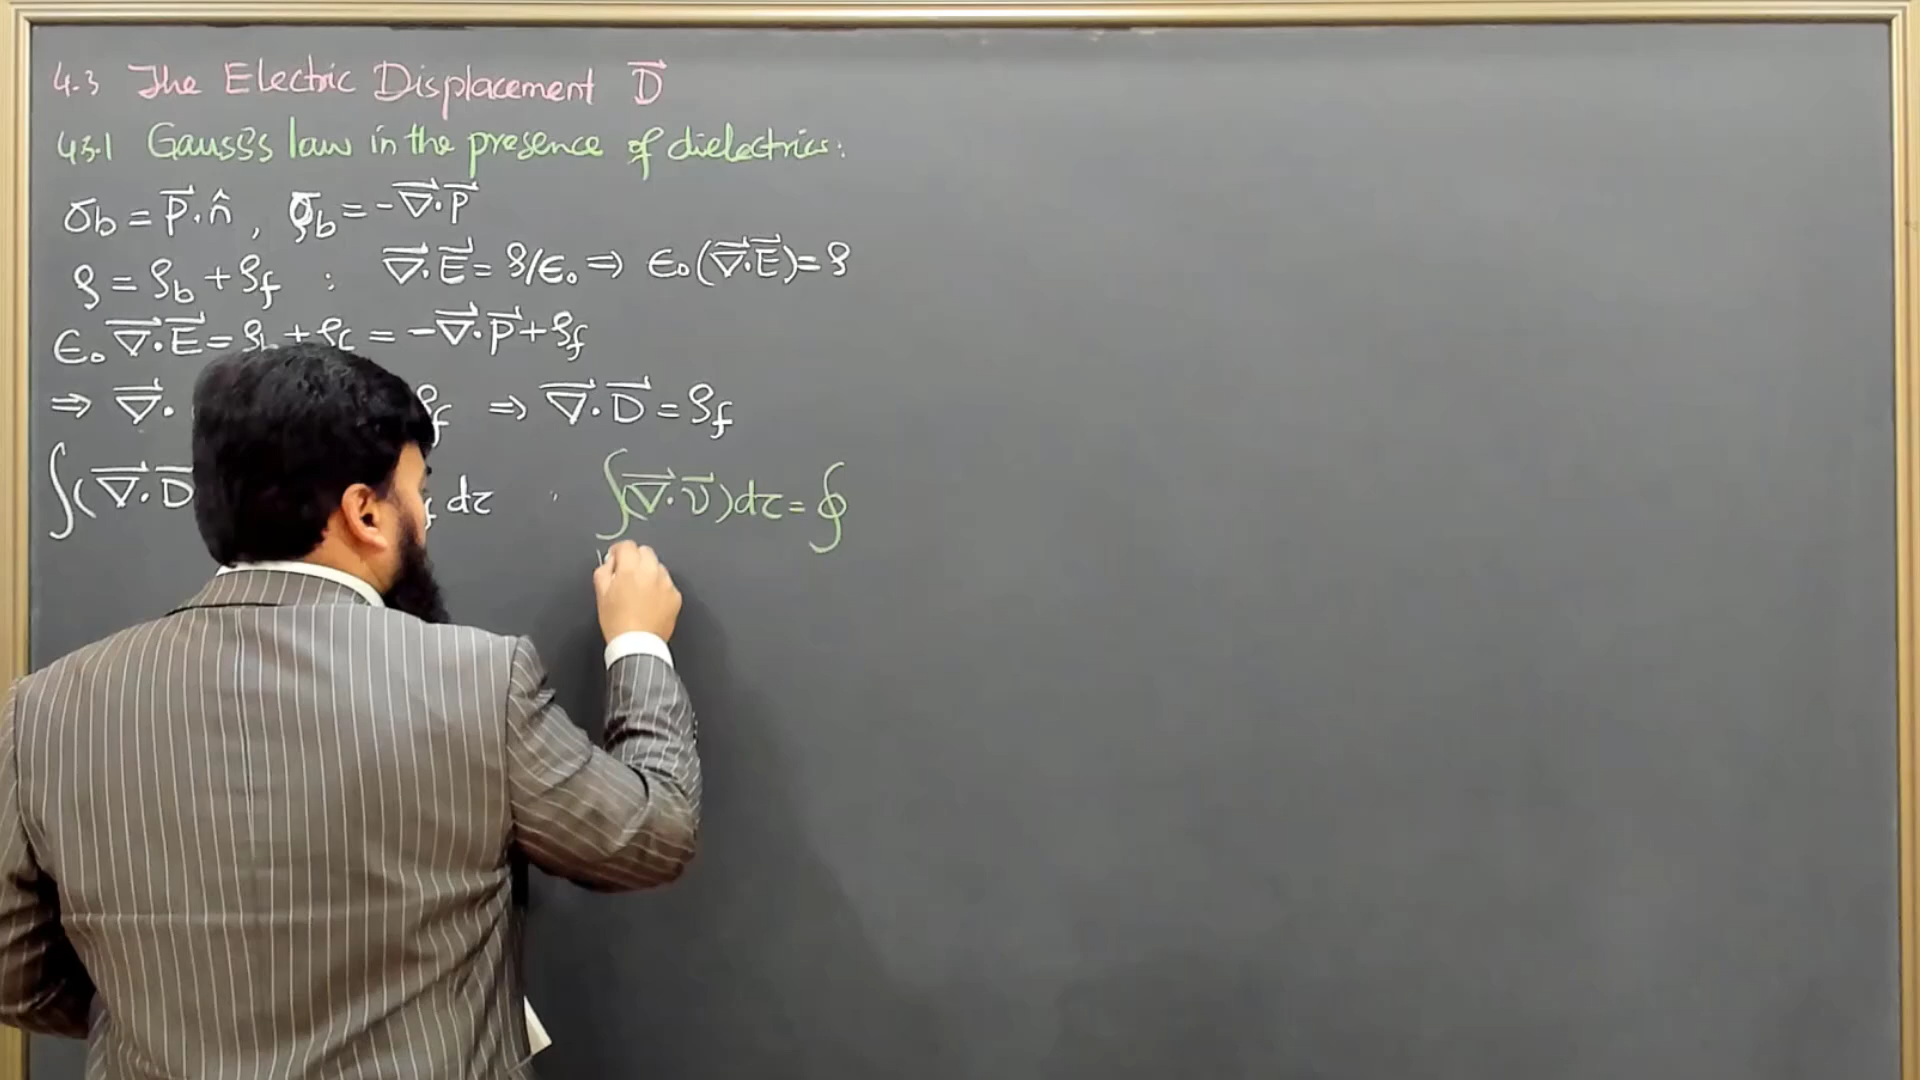 4.3 The Electric Displacement D⃗
4.3.1 Gauss's law in the presence of dielectrics:
σb = P⃗.n̂ , ρb = -∇⃗.P⃗
ρ = ρb + ρf : ∇⃗.E⃗ = ρ/ϵ₀ ⇒ ϵ₀(∇⃗.E⃗) = ρ
ϵ₀ ∇⃗.E⃗ = ρb + ρf = -∇⃗.P⃗ + ρf
⇒ ∇⃗. ρf ⇒ ∇⃗.D⃗ = ρf
∫(∇⃗.D⃗ dτ ∫(∇⃗.v⃗)dτ = ∮